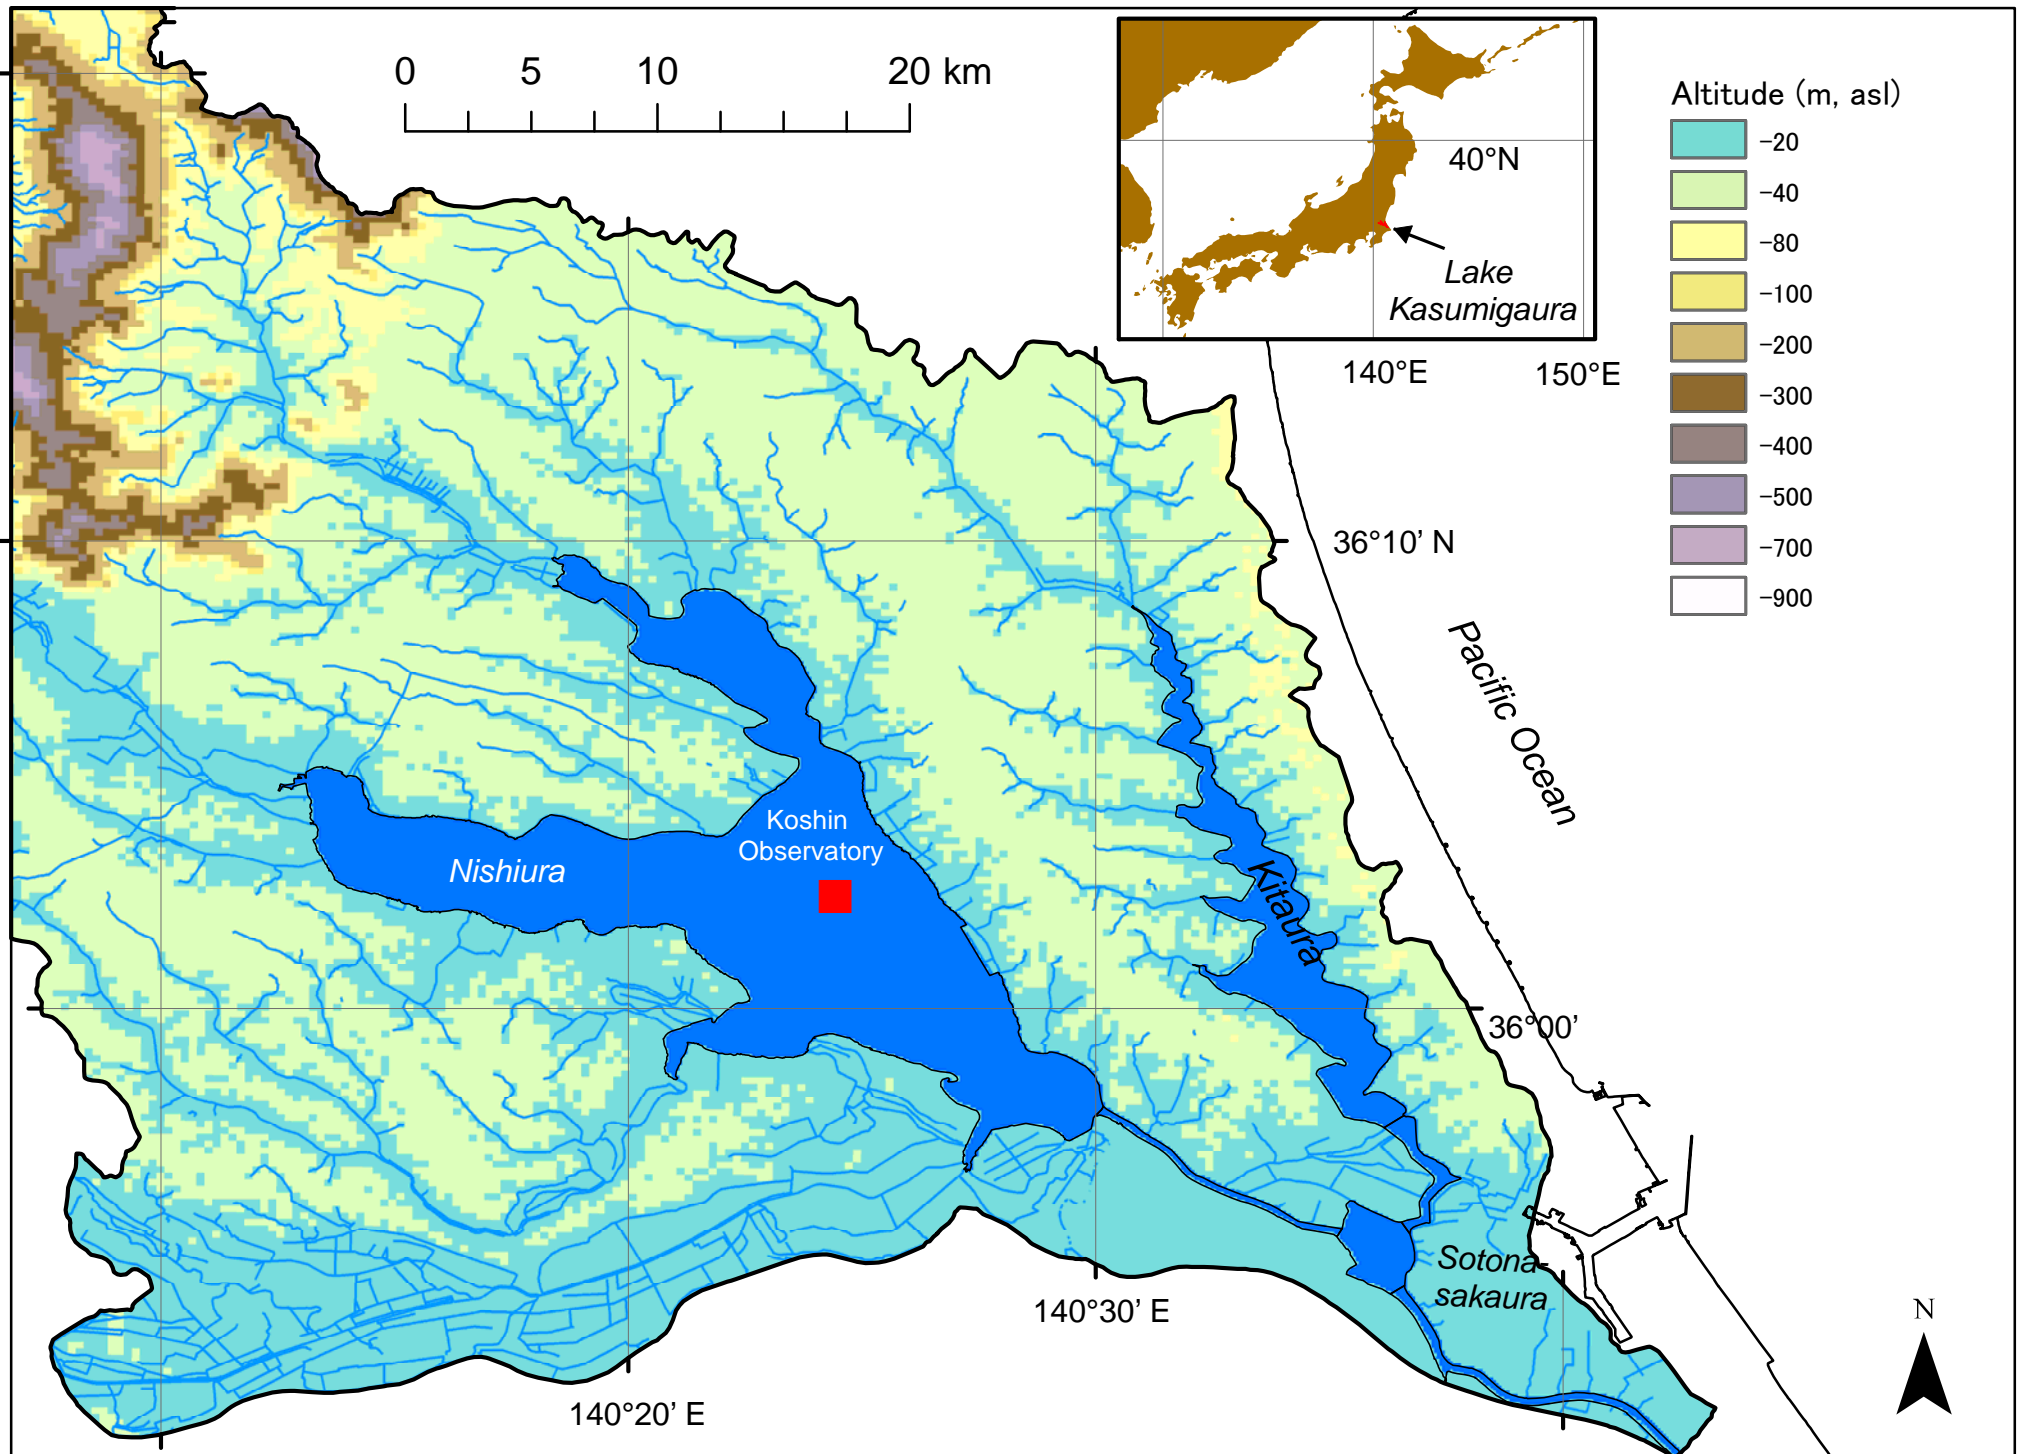 0 5 10 20 km
40°N
Lake
Kasumigaura
140°E 150°E
Altitude (m, asl)
-20
-40
-80
-100
-200
-300
-400
-500
-700
-900
36°10' N
Pacific Ocean
Koshin
Observatory
Nishiura
Kitaura
36°00'
Sotona-
sakaura
140°30' E
140°20' E
N